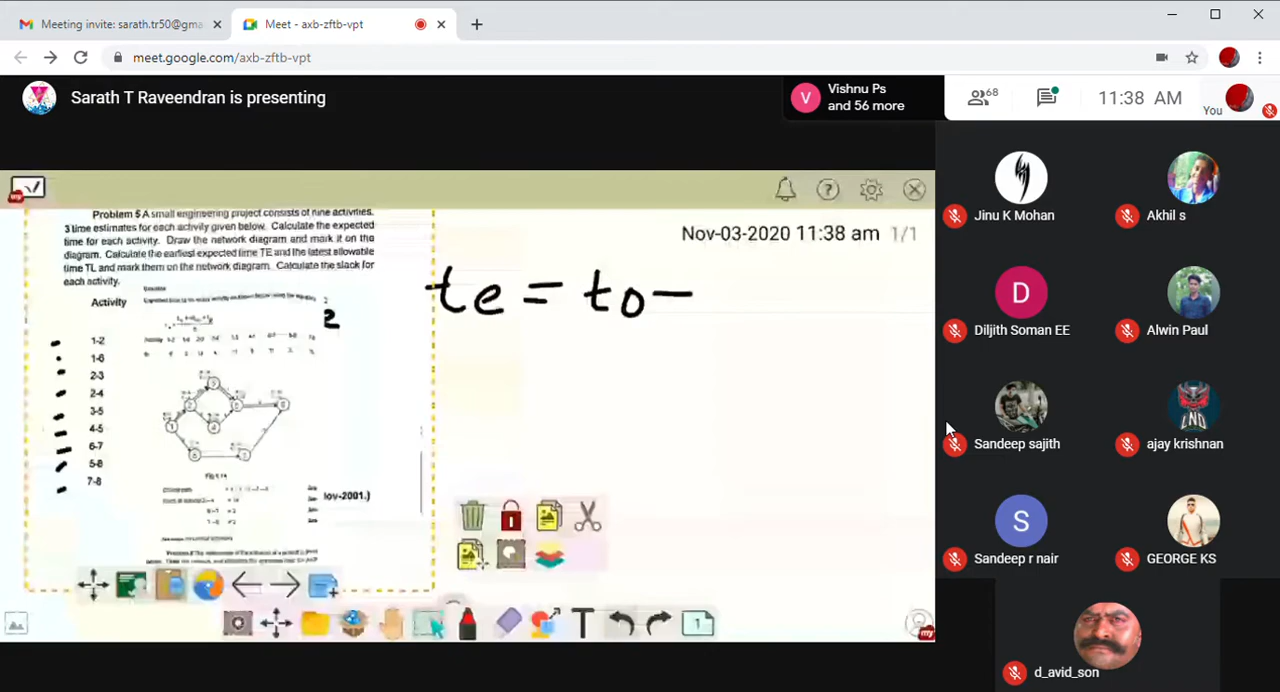 Meeting invite: sarath.tr50@gma
Meet - axb-zftb-vpt
meet.google.com/axb-zftb-vpt
Sarath T Raveendran is presenting
V
Vishnu Ps
and 56 more
68
11:38 AM
You
Nov-03-2020 11:38 am 1/1
Problem 5 A small engineering project consists of nine activities.
3 time estimates for each activity given below. Calculate the expected
time for each activity. Draw the network diagram and mark it on the
diagram. Calculate the earliest expected time TE and the latest allowable
time TL and mark them on the network diagram. Calculate the slack for
each activity.
Activity
2
1-2
1-6
2-3
2-4
3-5
4-5
6-7
5-8
7-8
lov-2001.)
te = to-
T
1
my
my
Jinu K Mohan
Akhil s
D
Diljith Soman EE
Alwin Paul
Sandeep sajith
LND
ajay krishnan
S
Sandeep r nair
GEORGE KS
d_avid_son